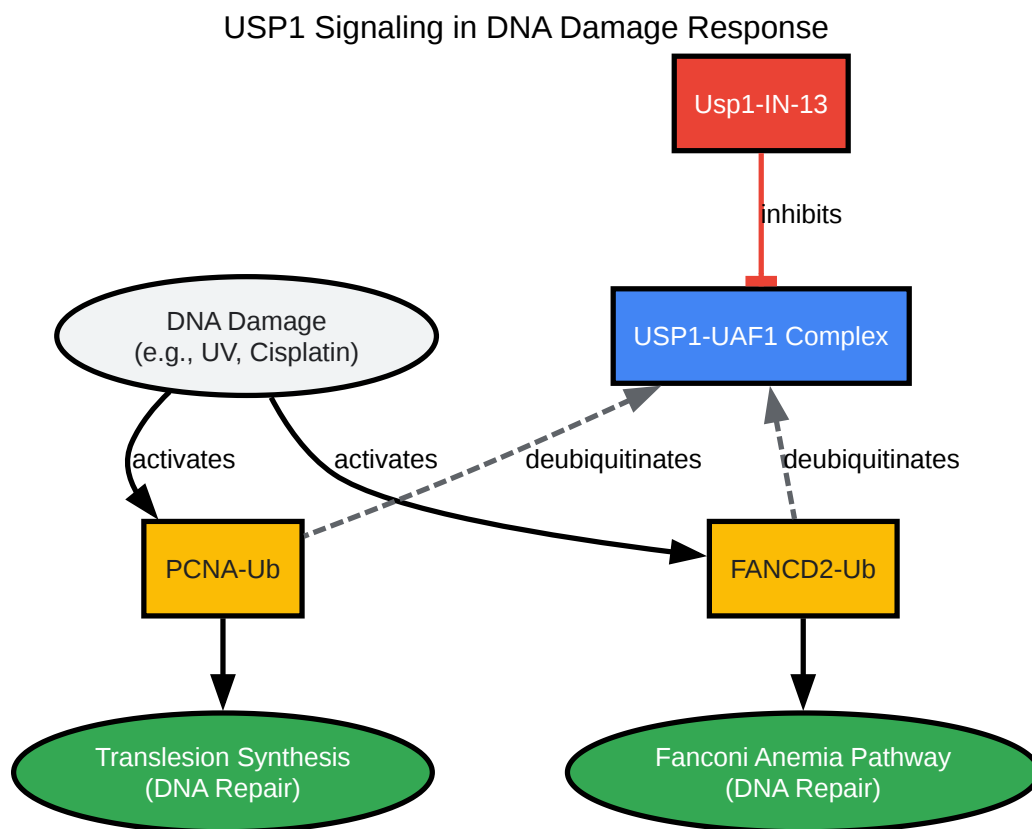 USP1 Signaling in DNA Damage Response
Usp1-IN-13
inhibits
DNA Damage
(e.g., UV, Cisplatin)
USP1-UAF1 Complex
activates
activates
deubiquitinates
deubiquitinates
PCNA-Ub
FANCD2-Ub
Translesion Synthesis
(DNA Repair)
Fanconi Anemia Pathway
(DNA Repair)